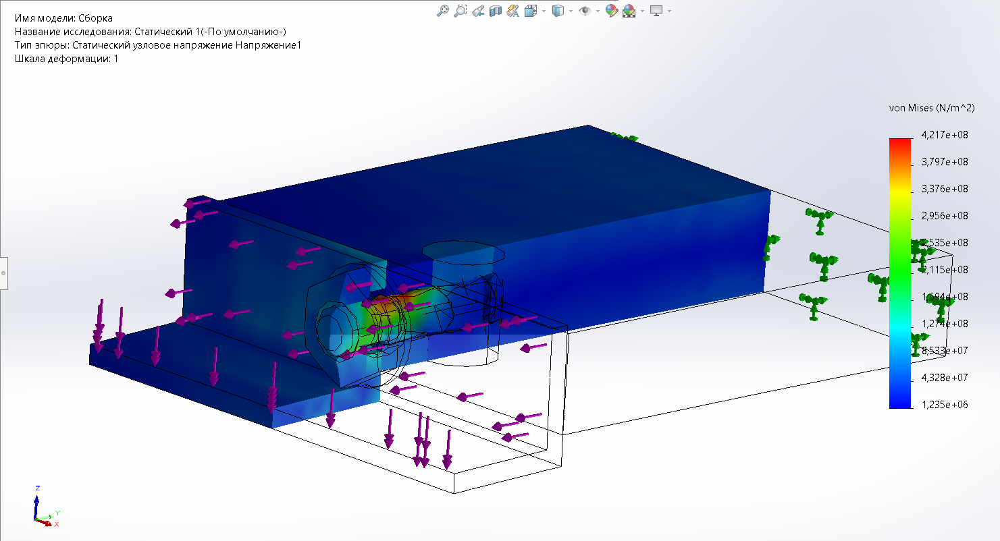 Имя модели: Сборка
Название исследования: Статический 1(-По умолчанию-)
Тип эпюры: Статический узловое напряжение Напряжение1
Шкала деформации: 1
von Mises (N/m^2)
4,217e+08
3,797e+08
3,376e+08
2,956e+08
2,535e+08
2,115e+08
1,694e+08
1,274e+08
8,533e+07
4,328e+07
1,235e+06
Z
Y
X